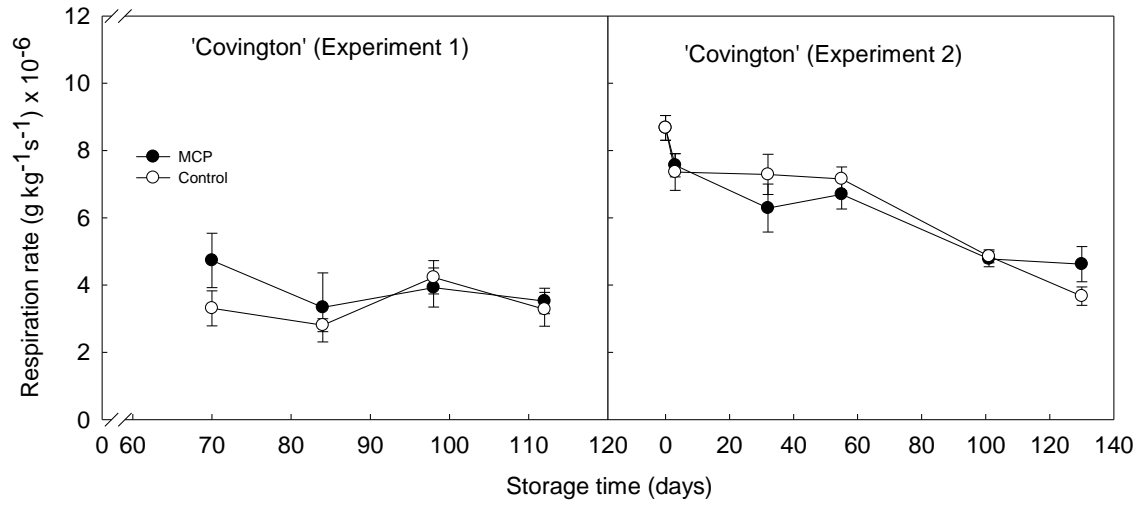 12
10
8
6
4
2
0
Respiration rate (g kg-1s-1) x 10-6
'Covington' (Experiment 1)
MCP
Control
'Covington' (Experiment 2)
0 60 70 80 90 100 110 120
0 20 40 60 80 100 120 140
Storage time (days)